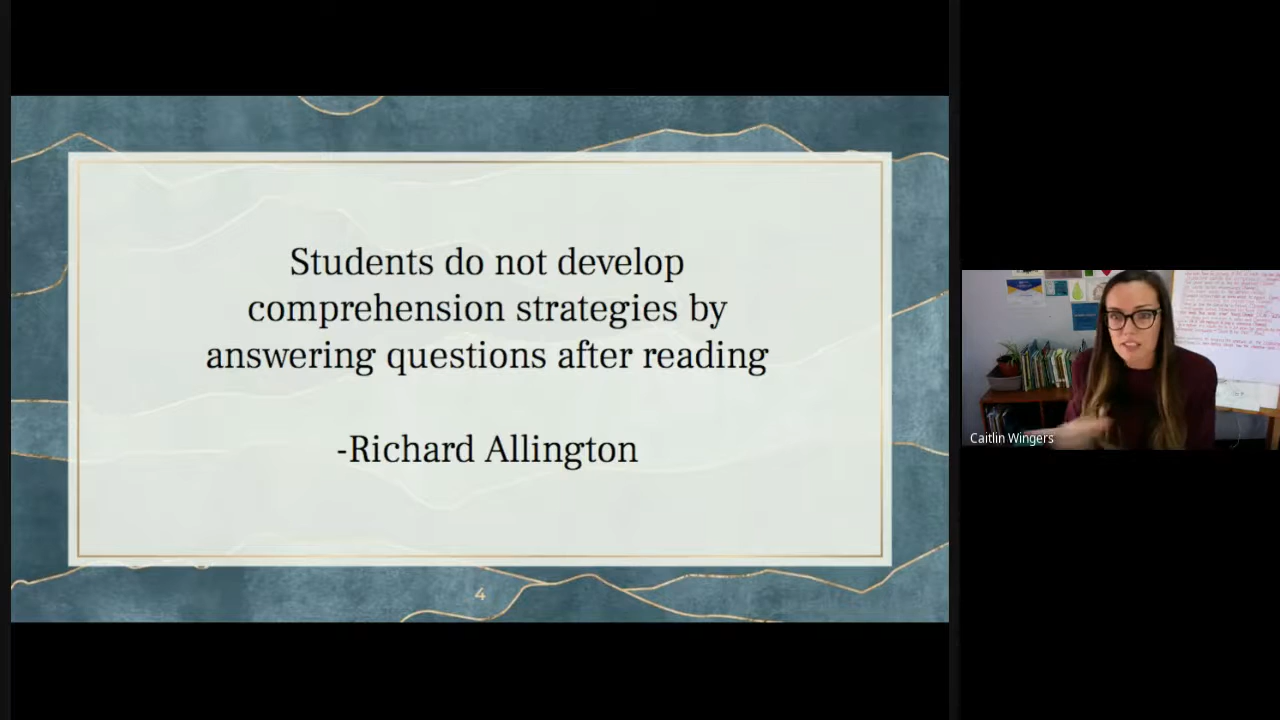 Students do not develop
comprehension strategies by
answering questions after reading
-Richard Allington
4
Caitlin Wingers